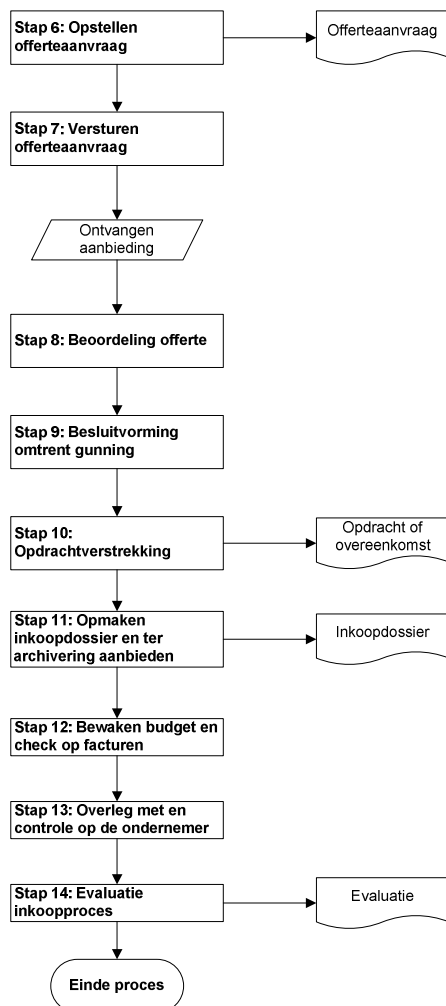 Stap 6: Opstellen
offerteaanvraag
Offerteaanvraag
Stap 7: Versturen
offerteaanvraag
Ontvangen
aanbieding
Stap 8: Beoordeling offerte
Stap 9: Besluitvorming
omtrent gunning
Stap 10:
Opdrachtverstrekking
Opdracht of
overeenkomst
Stap 11: Opmaken
inkoopdossier en ter
archivering aanbieden
Inkoopdossier
Stap 12: Bewaken budget en
check op facturen
Stap 13: Overleg met en
controle op de ondernemer
Stap 14: Evaluatie
inkoopproces
Evaluatie
Einde proces